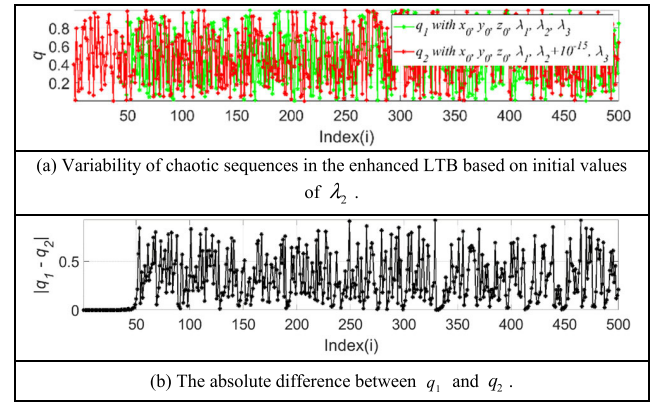 q
0.8
0.6
0.4
0.2
q1 with x0, y0, z0, λ1, λ2, λ3
q2 with x0, y0, z0, λ1, λ2+10^-15, λ3
50 100 150 200 250 300 350 400 450 500
Index(i)
(a) Variability of chaotic sequences in the enhanced LTB based on initial values
of λ2 .
|q1 - q2|
0.5
0
50 100 150 200 250 300 350 400 450 500
Index(i)
(b) The absolute difference between q1 and q2 .